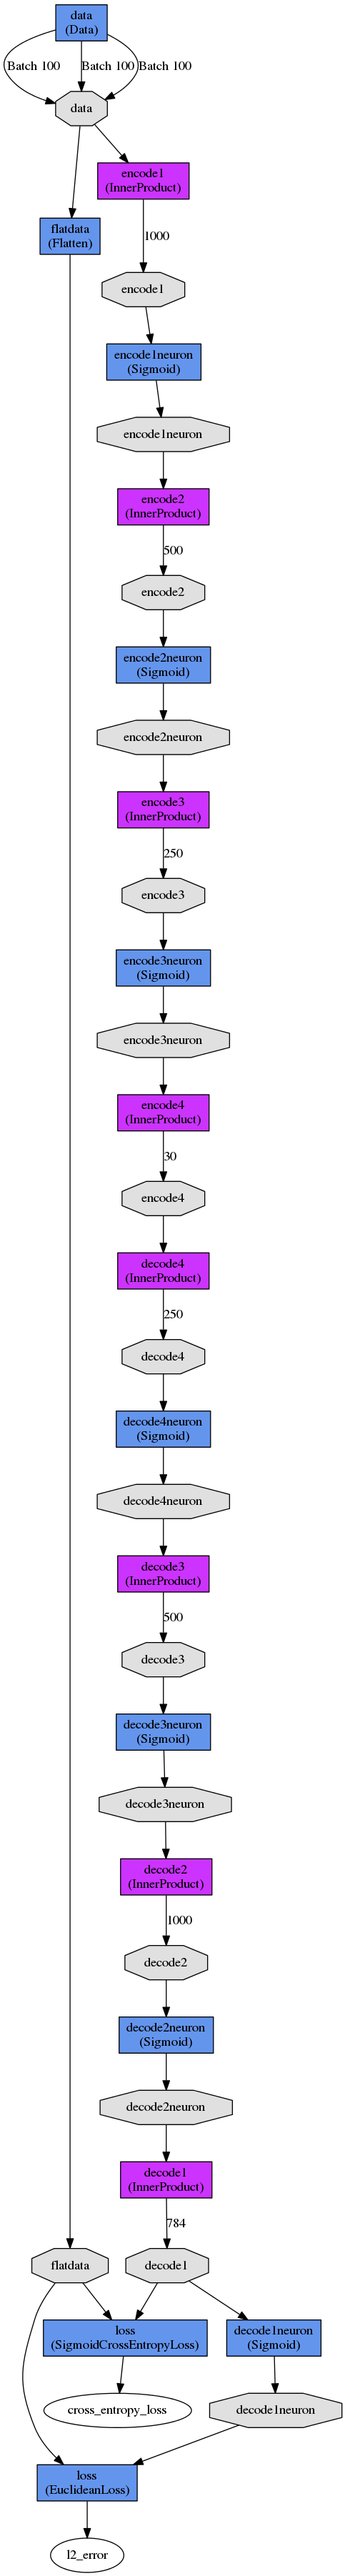 data
(Data)
Batch 100
Batch 100
Batch 100
data
encode1
(InnerProduct)
flatdata
(Flatten)
1000
encode1
encode1neuron
(Sigmoid)
encode1neuron
encode2
(InnerProduct)
500
encode2
encode2neuron
(Sigmoid)
encode2neuron
encode3
(InnerProduct)
250
encode3
encode3neuron
(Sigmoid)
encode3neuron
encode4
(InnerProduct)
30
encode4
decode4
(InnerProduct)
250
decode4
decode4neuron
(Sigmoid)
decode4neuron
decode3
(InnerProduct)
500
decode3
decode3neuron
(Sigmoid)
decode3neuron
decode2
(InnerProduct)
1000
decode2
decode2neuron
(Sigmoid)
decode2neuron
decode1
(InnerProduct)
784
flatdata
decode1
loss
(SigmoidCrossEntropyLoss)
decode1neuron
(Sigmoid)
cross_entropy_loss
decode1neuron
loss
(EuclideanLoss)
l2_error